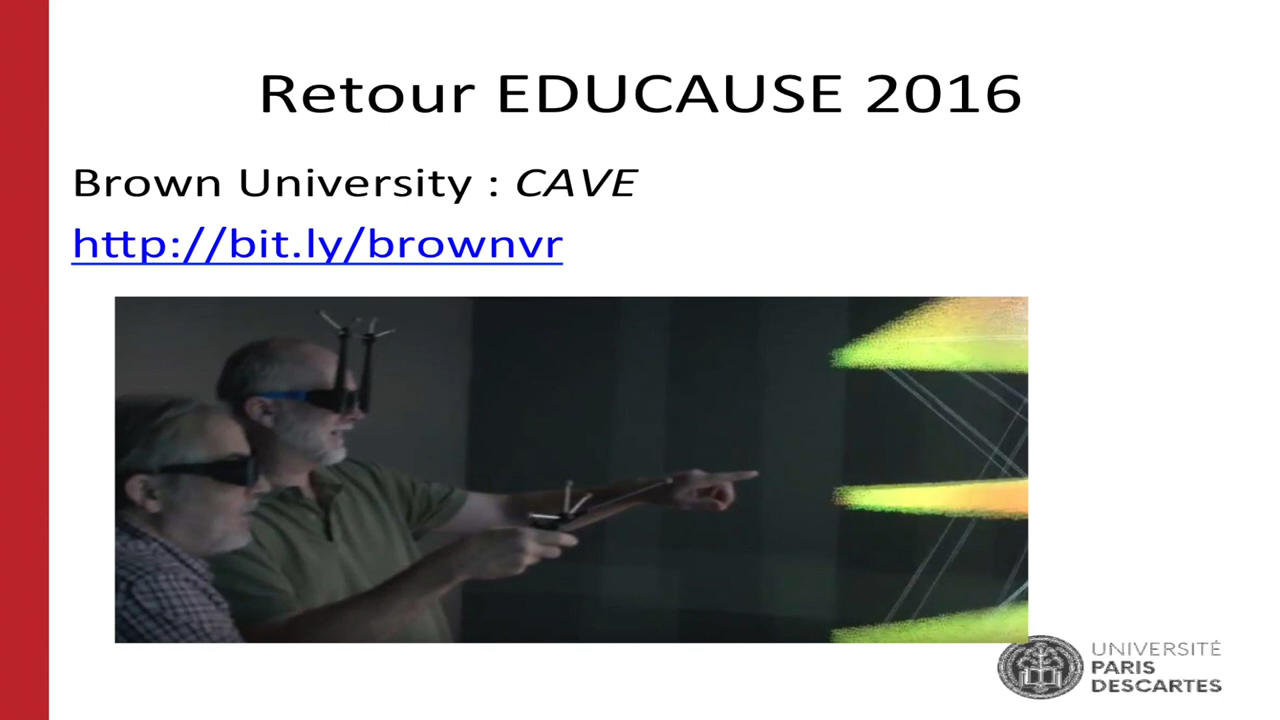 Retour EDUCAUSE 2016
Brown University : CAVE
http://bit.ly/brownvr
UNIVERSITÉ
PARIS
DESCARTES